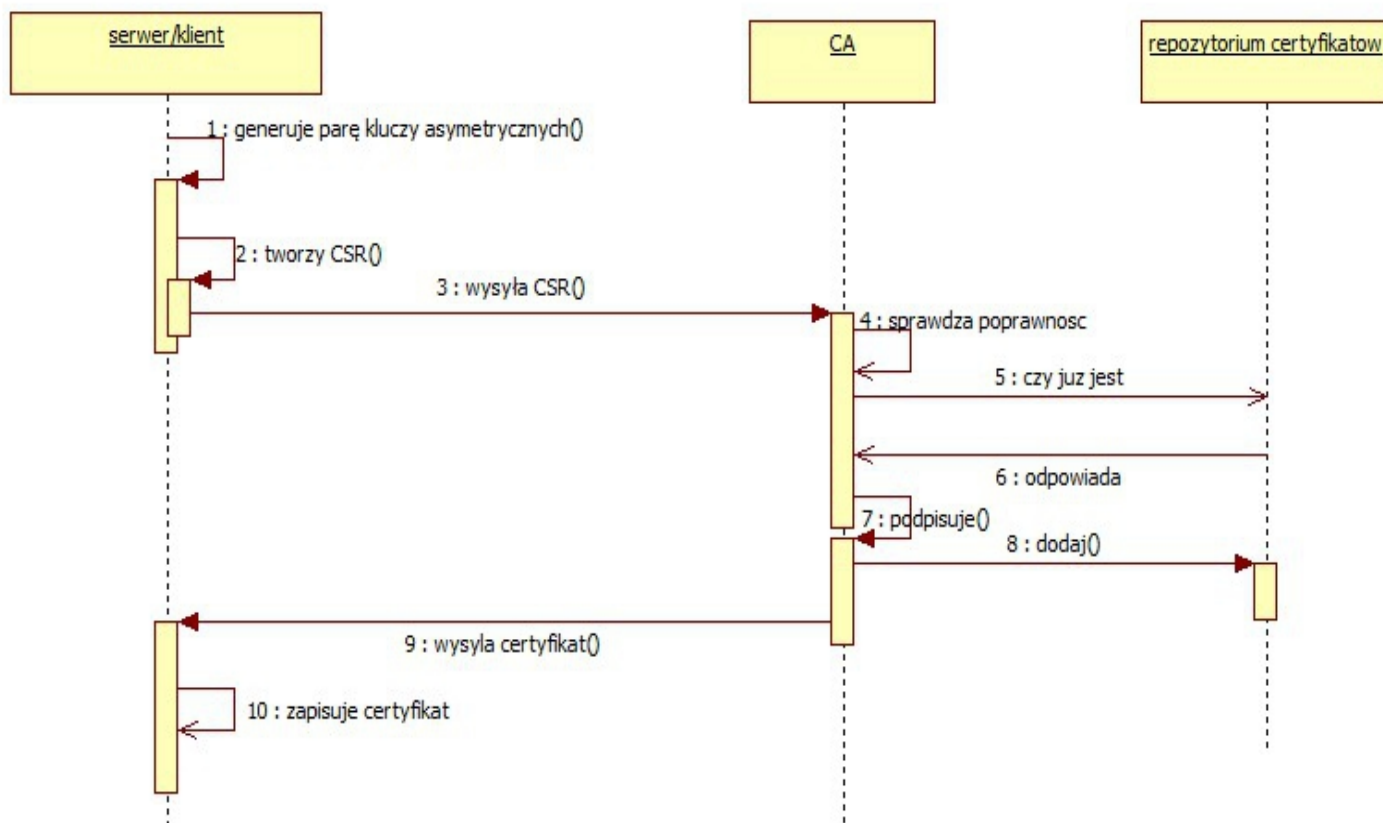 serwer/klient
CA
repozytorium certyfikatow
1 : generuje parę kluczy asymetrycznych()
2 : tworzy CSR()
3 : wysyła CSR()
4 : sprawdza poprawnosc
5 : czy juz jest
6 : odpowiada
7 : podpisuje()
8 : dodaj()
9 : wysyla certyfikat()
10 : zapisuje certyfikat